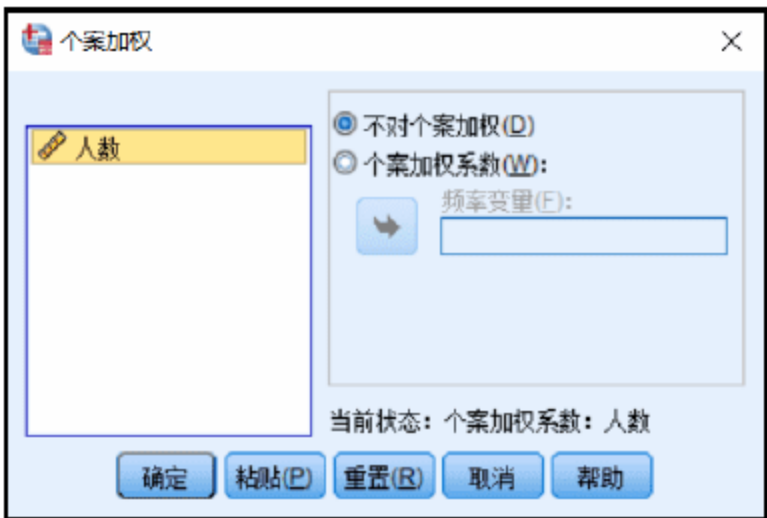 个案加权
人数
不对个案加权(D)
个案加权系数(W):
频率变量(F):
当前状态: 个案加权系数: 人数
确定 粘贴(P) 重置(R) 取消 帮助